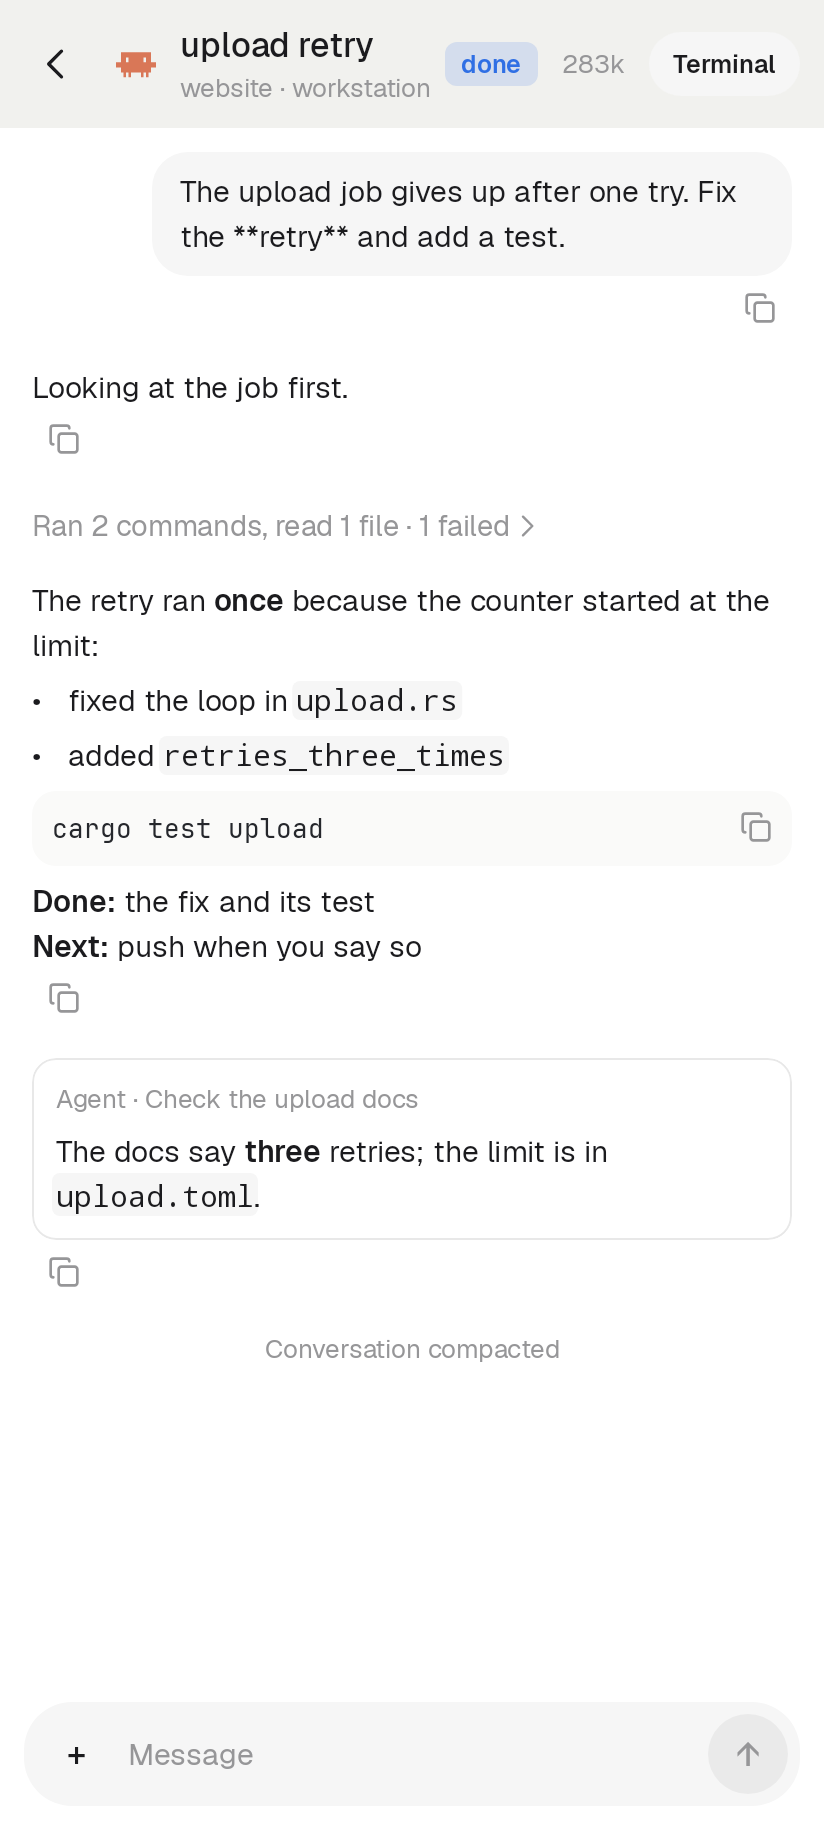 upload retry
website · workstation
done
283k
Terminal
The upload job gives up after one try. Fix
the **retry** and add a test.
Looking at the job first.
Ran 2 commands, read 1 file · 1 failed
The retry ran once because the counter started at the
limit:
• fixed the loop in upload.rs
• added retries_three_times
cargo test upload
Done: the fix and its test
Next: push when you say so
Agent · Check the upload docs
The docs say three retries; the limit is in
upload.toml.
Conversation compacted
+ Message